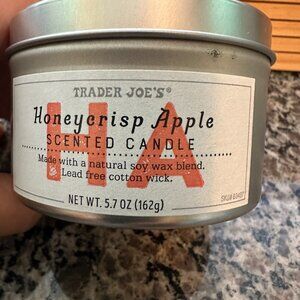 TRADER JOE'S®
HA
Honeycrisp Apple
SCENTED CANDLE
Made with a natural soy wax blend.
Lead free cotton wick.
NET WT. 5.7 OZ (162g)